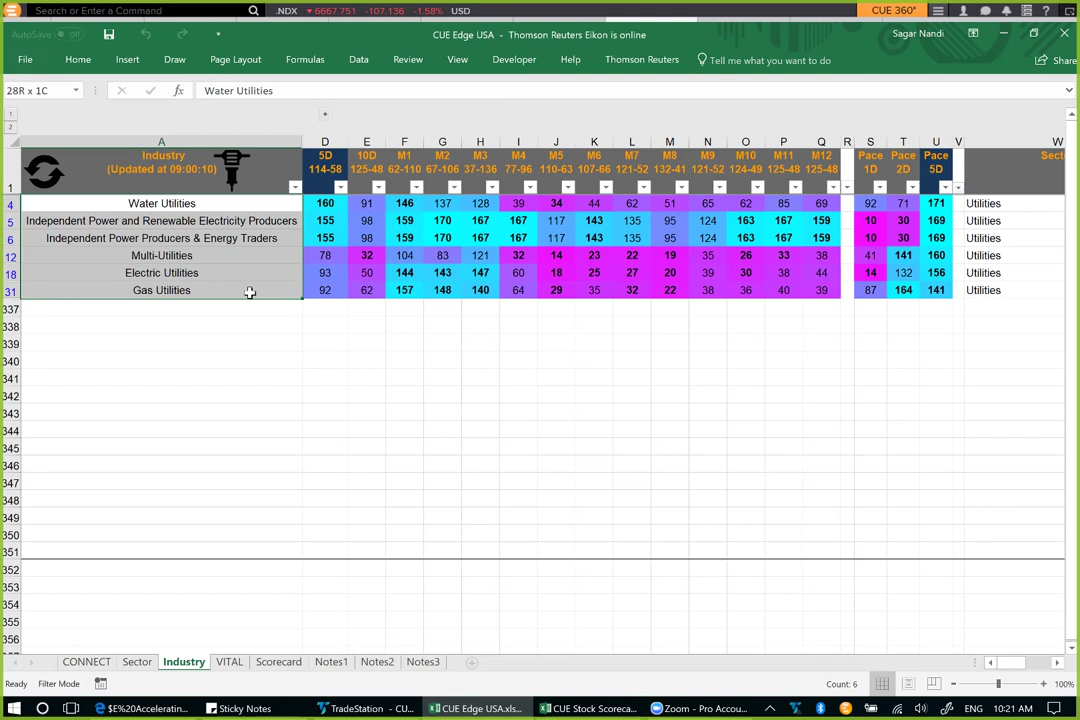 Search or Enter a Command .NDX 6667.751 -107.136 -1.58% USD CUE 360°
AutoSave Off CUE Edge USA - Thomson Reuters Eikon is online Sagar Nandi
File Home Insert Draw Page Layout Formulas Data Review View Developer Help Thomson Reuters Tell me what you want to do Share
28R x 1C fx Water Utilities
1
2
A D E F G H I J K L M N O P Q R S T U V W
Industry 5D 10D M1 M2 M3 M4 M5 M6 M7 M8 M9 M10 M11 M12 Pace Pace Pace Sect
(Updated at 09:00:10) 114-58 125-48 62-110 67-106 37-136 77-96 110-63 107-66 121-52 132-41 121-52 124-49 125-48 125-48 1D 2D 5D
1
4 Water Utilities 160 91 146 137 128 39 34 44 62 51 65 62 85 69 92 71 171 Utilities
5 Independent Power and Renewable Electricity Producers 155 98 159 170 167 167 117 143 135 95 124 163 167 159 10 30 169 Utilities
6 Independent Power Producers & Energy Traders 155 98 159 170 167 167 117 143 135 95 124 163 167 159 10 30 169 Utilities
12 Multi-Utilities 78 32 104 83 121 32 14 23 22 19 35 26 33 38 41 141 160 Utilities
18 Electric Utilities 93 50 144 143 147 60 18 25 27 20 39 30 38 44 14 132 156 Utilities
31 Gas Utilities 92 62 157 148 140 64 29 35 32 22 38 36 40 39 87 164 141 Utilities
337
338
339
340
341
342
343
344
345
346
347
348
349
350
351
352
353
354
355
356
CONNECT Sector Industry VITAL Scorecard Notes1 Notes2 Notes3
Ready Filter Mode Count: 6 100%
$E%20Acceleratin... Sticky Notes TradeStation - CU... CUE Edge USA.xls... CUE Stock Scoreca... Zoom - Pro Accou... ENG 10:21 AM